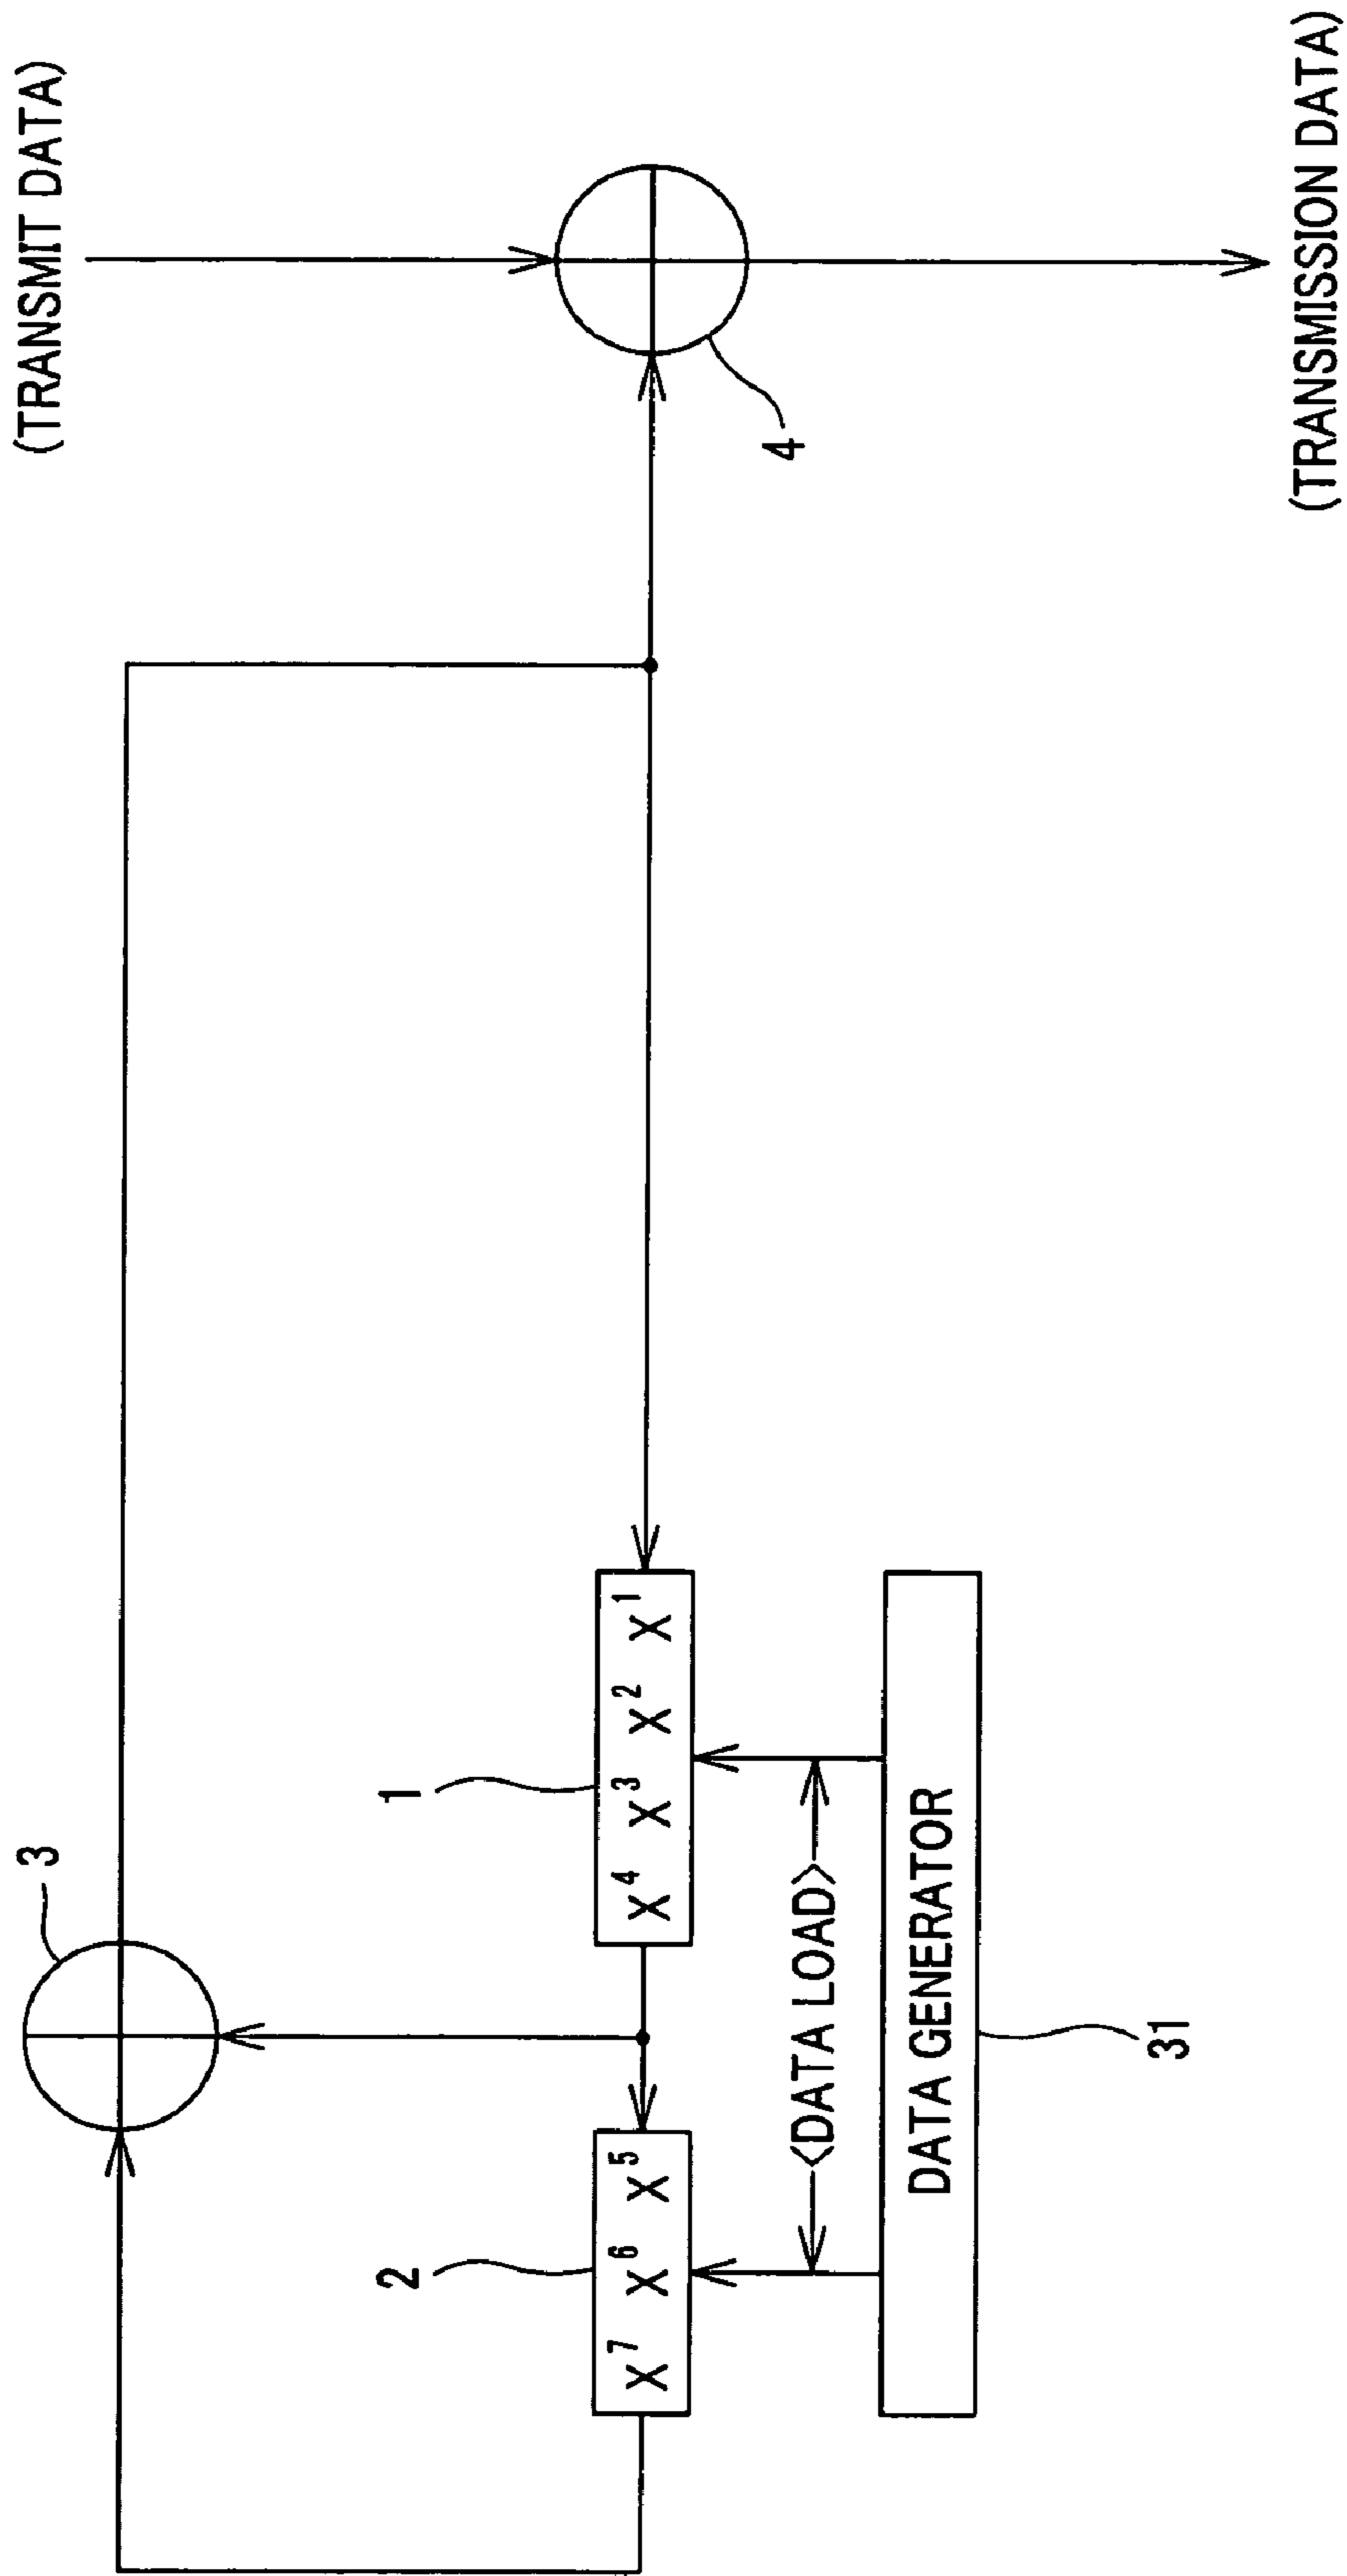 (TRANSMIT DATA)
3
4
2
1
X⁷ X⁶ X⁵
X⁴ X³ X² X¹
<DATA LOAD>
DATA GENERATOR
31
(TRANSMISSION DATA)